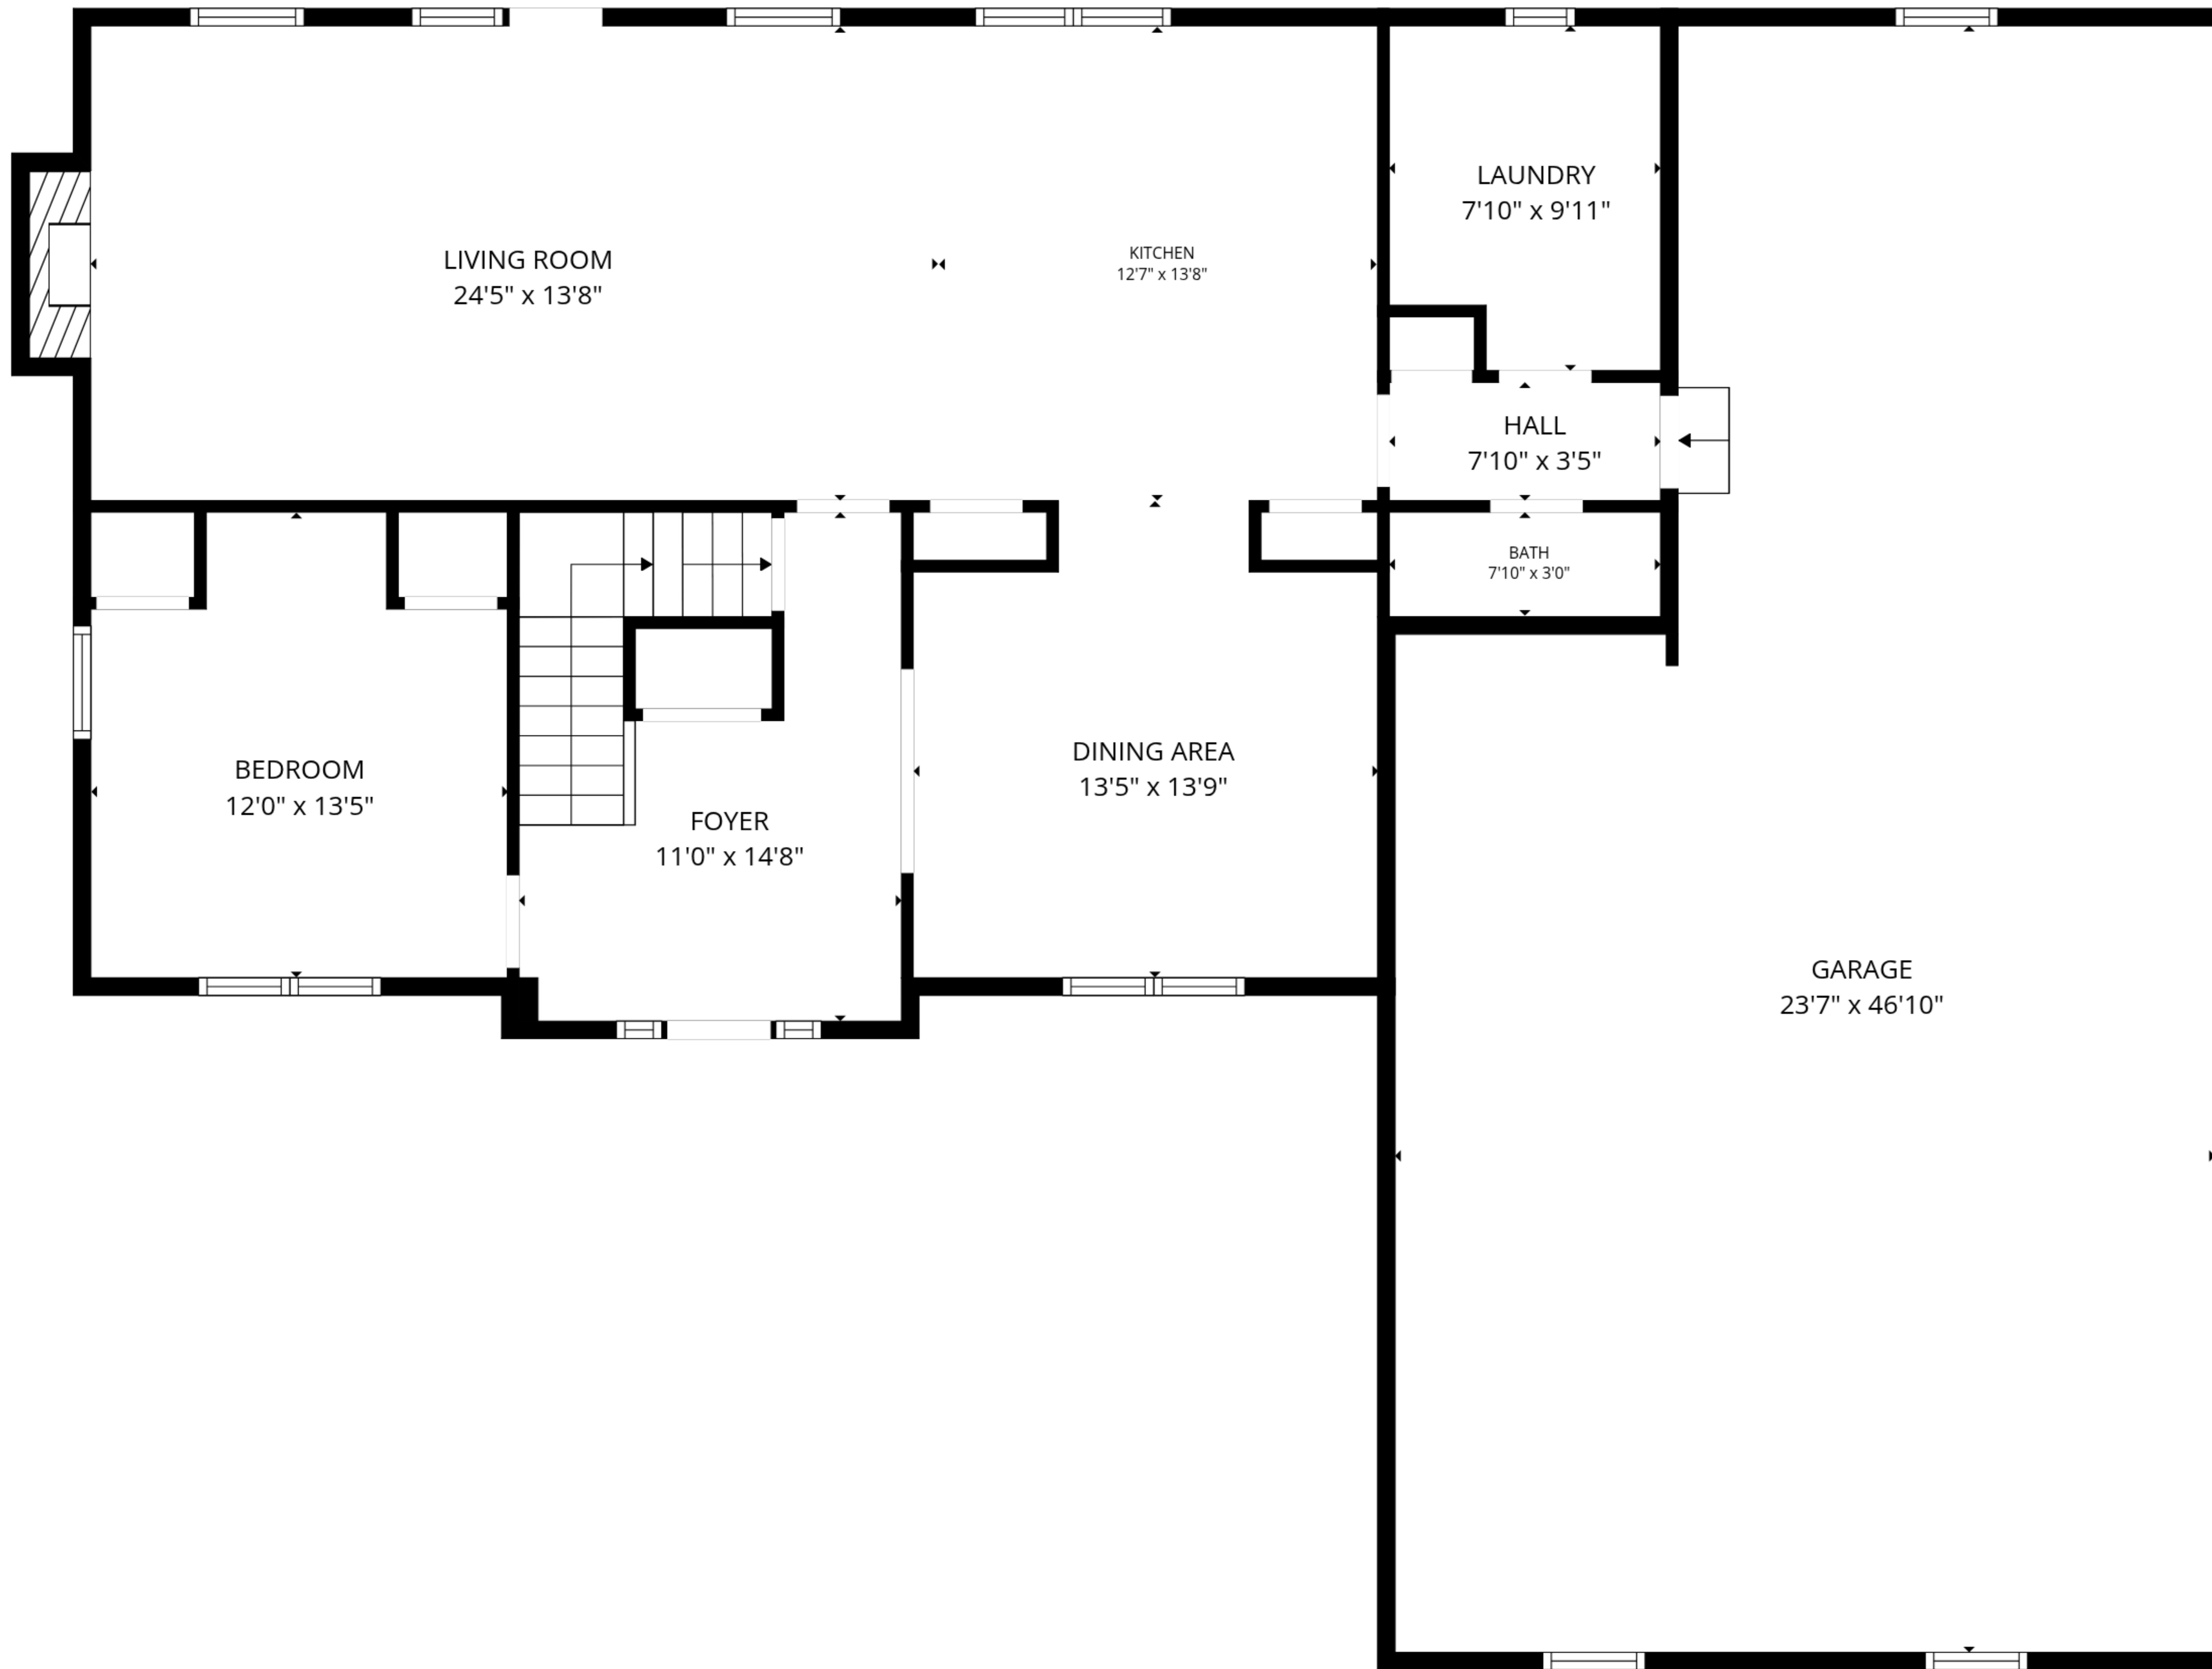 LIVING ROOM
24'5" x 13'8"
KITCHEN
12'7" x 13'8"
LAUNDRY
7'10" x 9'11"
HALL
7'10" x 3'5"
BATH
7'10" x 3'0"
BEDROOM
12'0" x 13'5"
FOYER
11'0" x 14'8"
DINING AREA
13'5" x 13'9"
GARAGE
23'7" x 46'10"